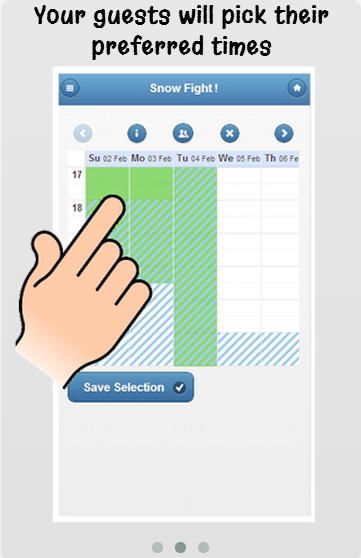 Your guests will pick their
preferred times
Snow Fight!
Su 02 Feb Mo 03 Feb Tu 04 Feb We 05 Feb Th 06 Fe
17
18
Save Selection